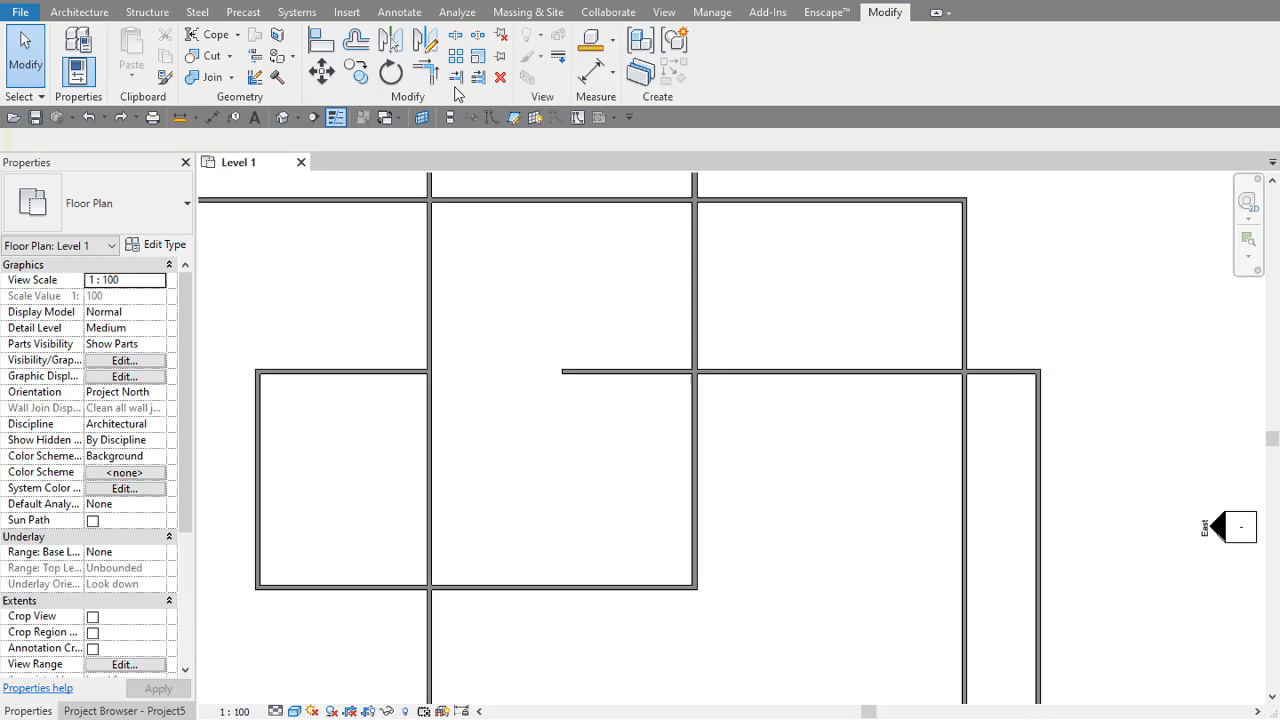 File Architecture Structure Steel Precast Systems Insert Annotate Analyze Massing & Site Collaborate View Manage Add-Ins Enscape™ Modify
Cope
Cut
Modify Paste Join
Select Properties Clipboard Geometry Modify View Measure Create
Properties Level 1
Floor Plan
Floor Plan: Level 1 Edit Type
Graphics
View Scale 1 : 100
Scale Value 1: 100
Display Model Normal
Detail Level Medium
Parts Visibility Show Parts
Visibility/Grap... Edit...
Graphic Displ... Edit...
Orientation Project North
Wall Join Disp... Clean all wall j...
Discipline Architectural
Show Hidden ... By Discipline
Color Scheme... Background
Color Scheme <none>
System Color ... Edit...
Default Analy... None
Sun Path
East
Underlay
Range: Base L... None
Range: Top Le... Unbounded
Underlay Orie... Look down
Extents
Crop View
Crop Region ...
Annotation Cr...
View Range Edit...
Properties help Apply
Properties Project Browser - Project5 1 : 100
2D